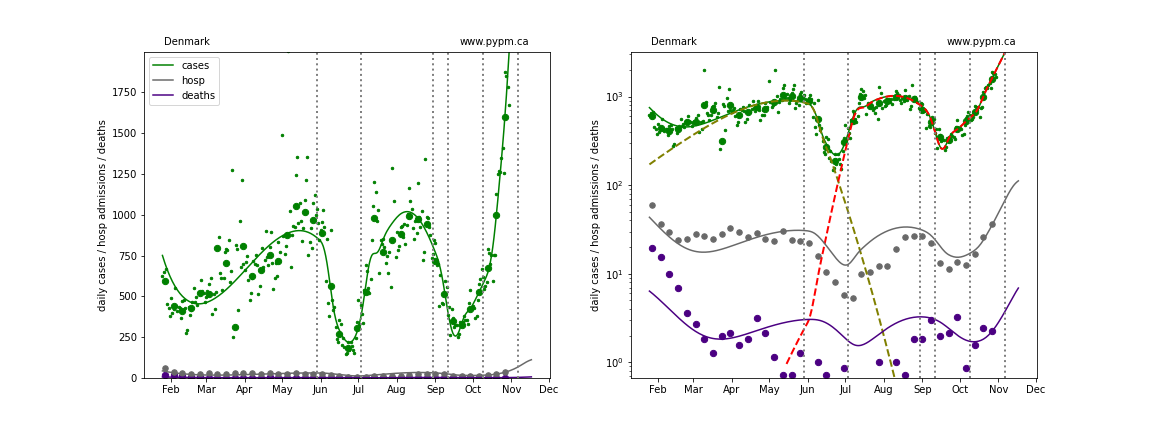 Denmark www.pypm.ca
cases
hosp
deaths
daily cases / hosp admissions / deaths
1750
1500
1250
1000
750
500
250
0
Feb Mar Apr May Jun Jul Aug Sep Oct Nov Dec
Denmark www.pypm.ca
daily cases / hosp admissions / deaths
10³
10²
10¹
10⁰
Feb Mar Apr May Jun Jul Aug Sep Oct Nov Dec